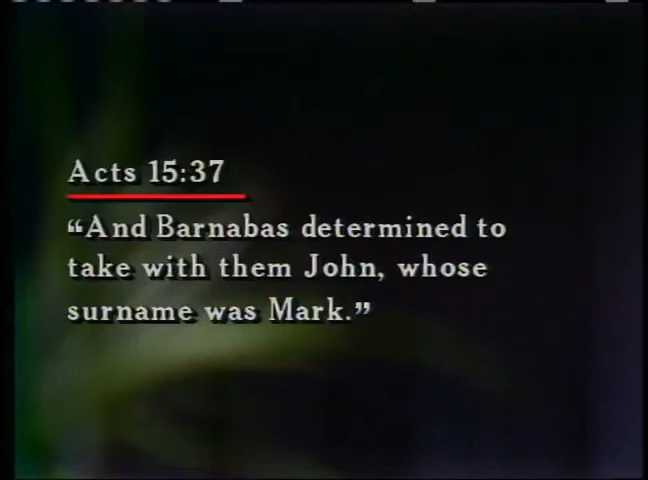 Acts 15:37
“And Barnabas determined to
take with them John, whose
surname was Mark.”